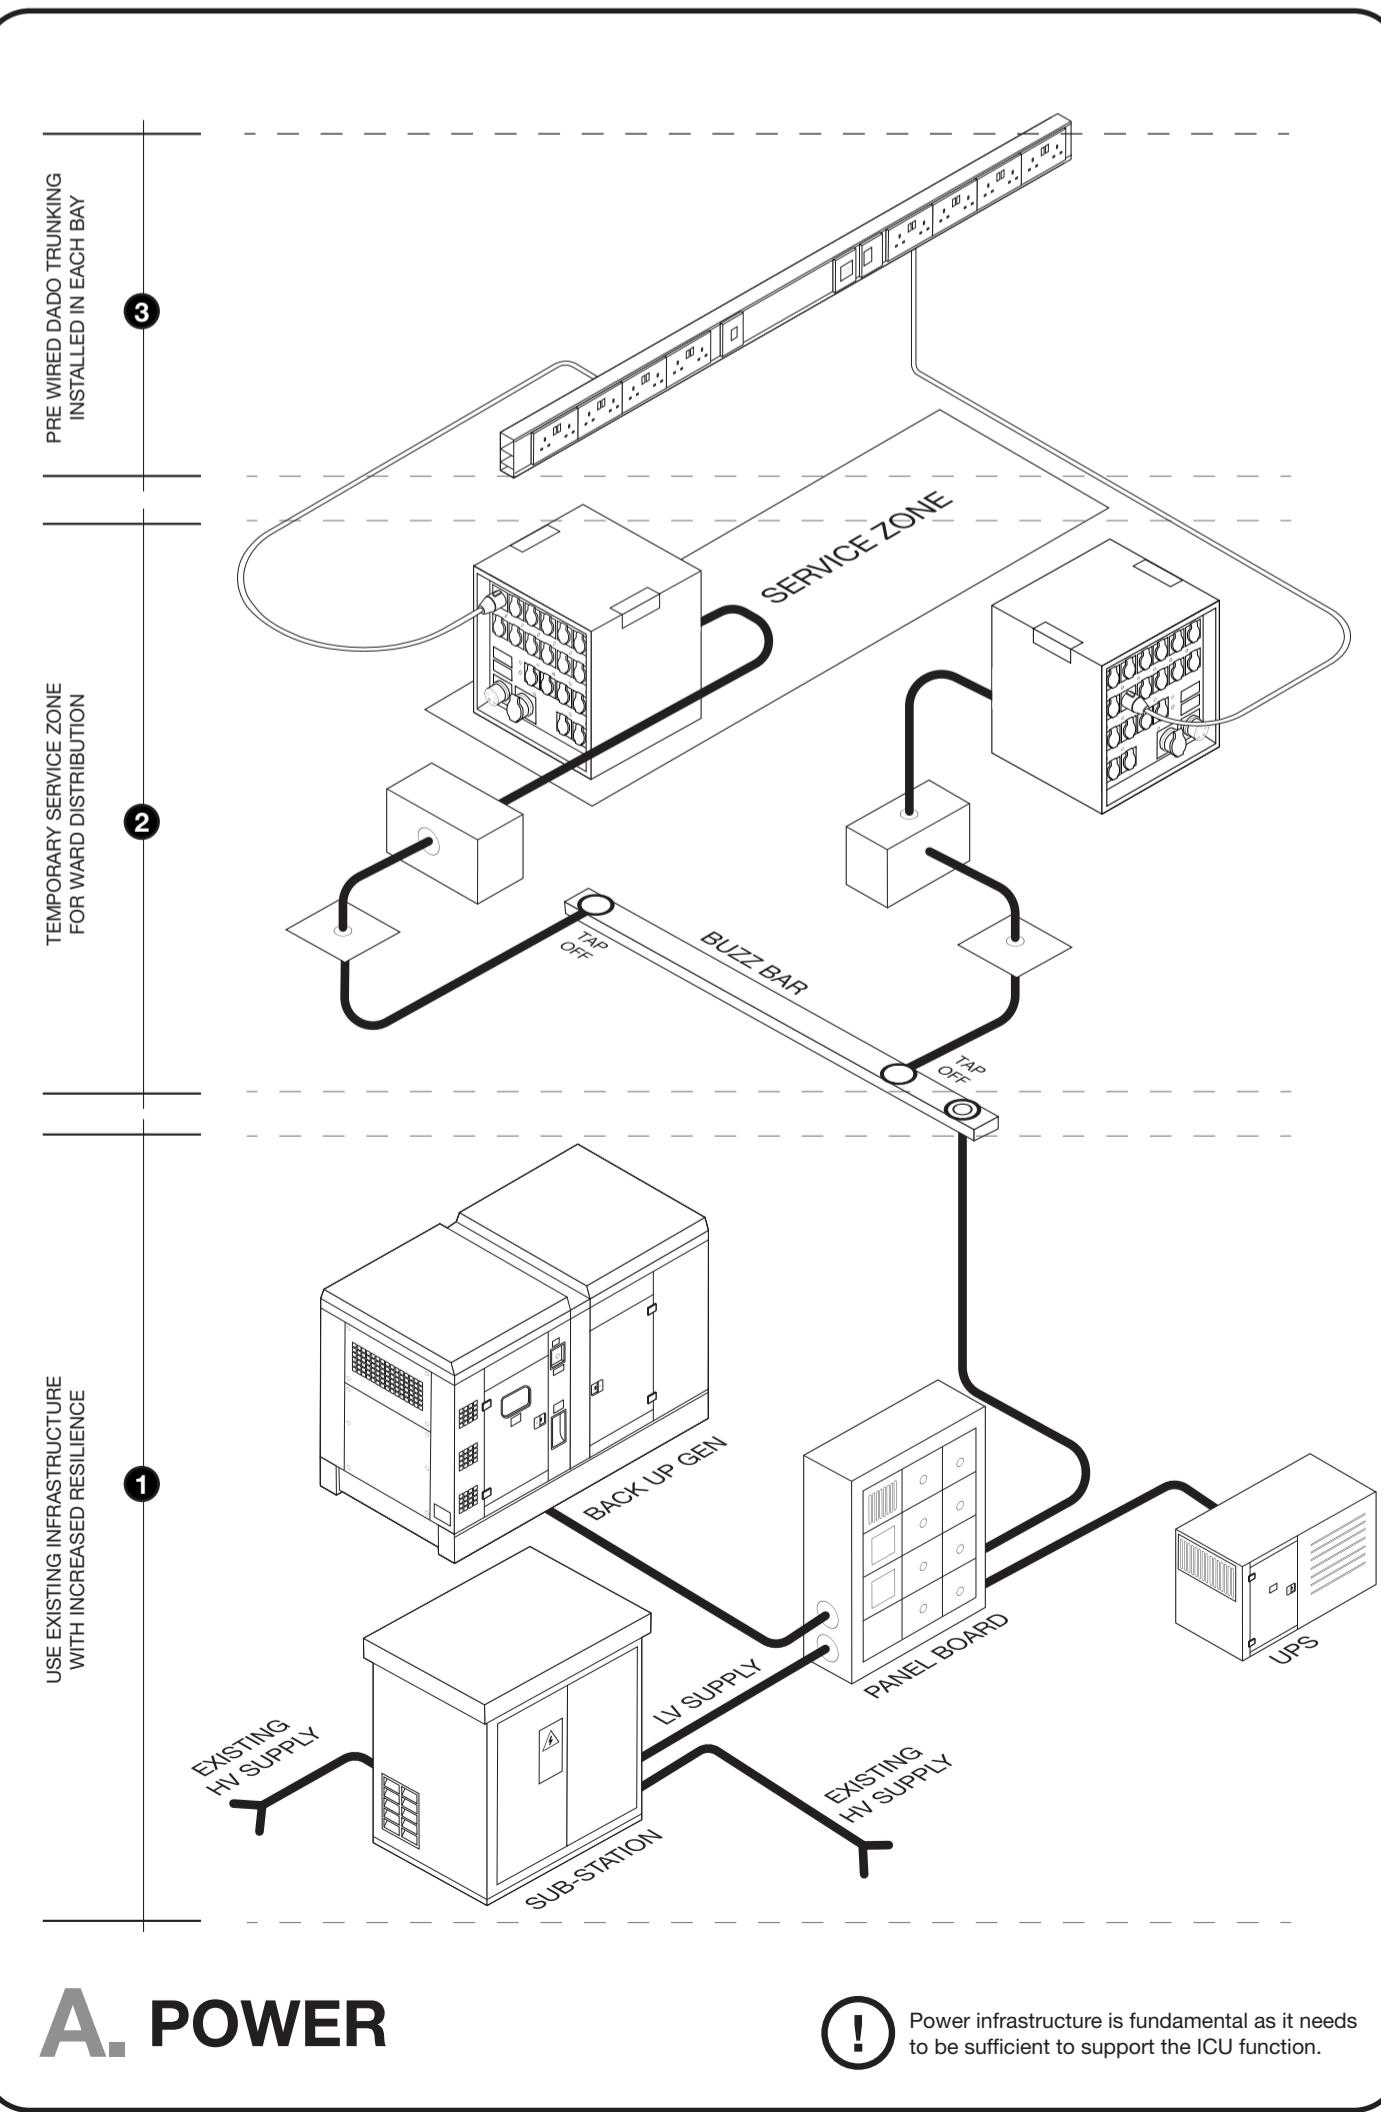 PRE WIRED DADO TRUNKING
INSTALLED IN EACH BAY
3
SERVICE ZONE
TEMPORARY SERVICE ZONE
FOR WARD DISTRIBUTION
2
TAP
OFF
BUZZ BAR
TAP
OFF
USE EXISTING INFRASTRUCTURE
WITH INCREASED RESILIENCE
1
BACK UP GEN
PANEL BOARD
UPS
LV SUPPLY
EXISTING
HV SUPPLY
EXISTING
HV SUPPLY
SUB-STATION
A. POWER
!
Power infrastructure is fundamental as it needs
to be sufficient to support the ICU function.